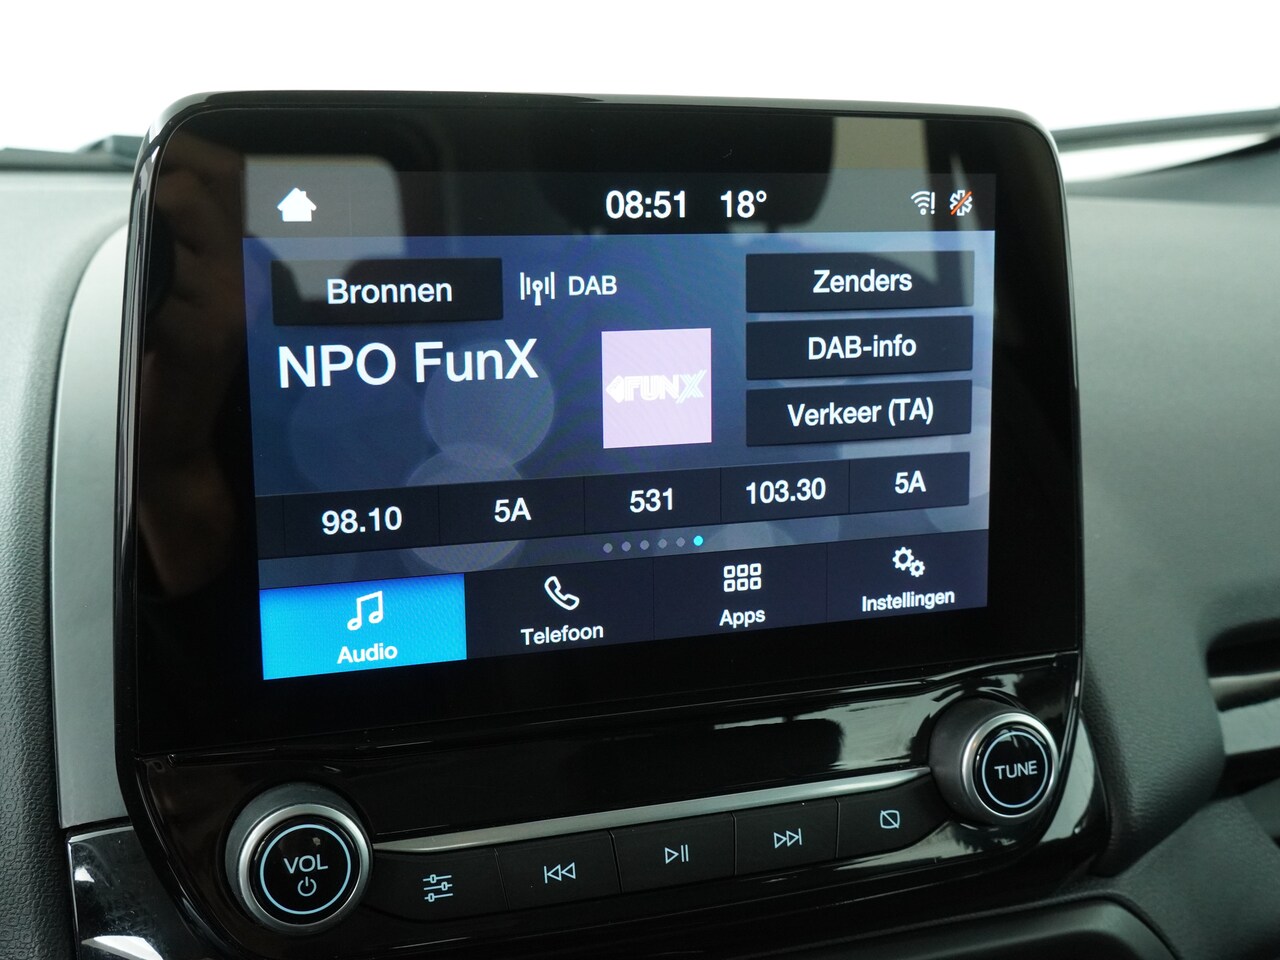 08:51 18°
Bronnen
DAB
Zenders
NPO FunX
FUNX
DAB-info
Verkeer (TA)
98.10
5A
531
103.30
5A
Audio
Telefoon
Apps
Instellingen
VOL
TUNE